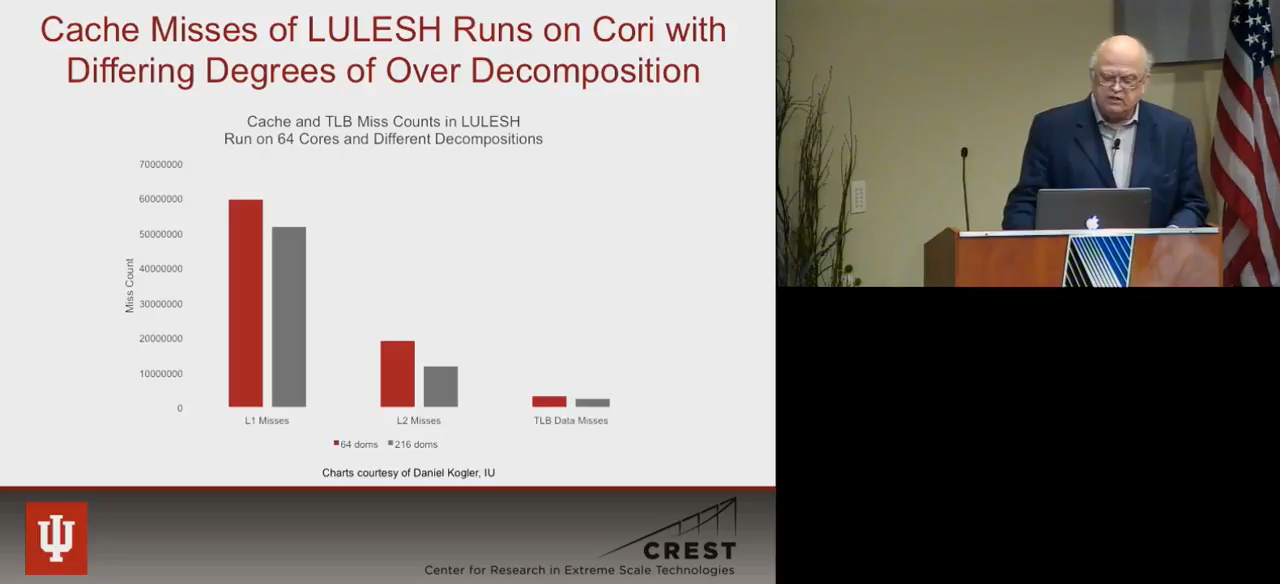 Cache Misses of LULESH Runs on Cori with
Differing Degrees of Over Decomposition
Cache and TLB Miss Counts in LULESH
Run on 64 Cores and Different Decompositions
Miss Count
70000000
60000000
50000000
40000000
30000000
20000000
10000000
0
L1 Misses
L2 Misses
TLB Data Misses
64 doms
216 doms
Charts courtesy of Daniel Kogler, IU
CREST
Center for Research in Extreme Scale Technologies